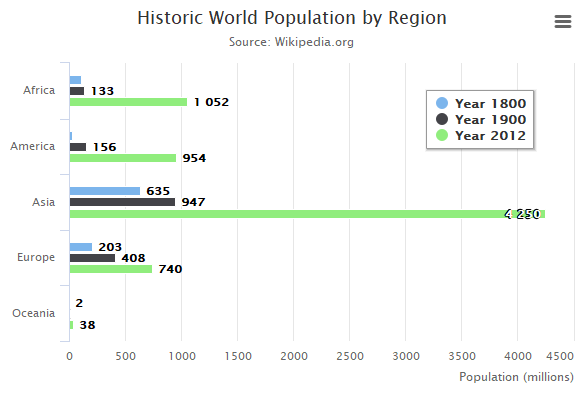 Historic World Population by Region
Source: Wikipedia.org
Year 1800
Year 1900
Year 2012
Africa
133
1 052
America
156
954
Asia
635
947
4 250
Europe
203
408
740
Oceania
2
38
0 500 1000 1500 2000 2500 3000 3500 4000 4500
Population (millions)